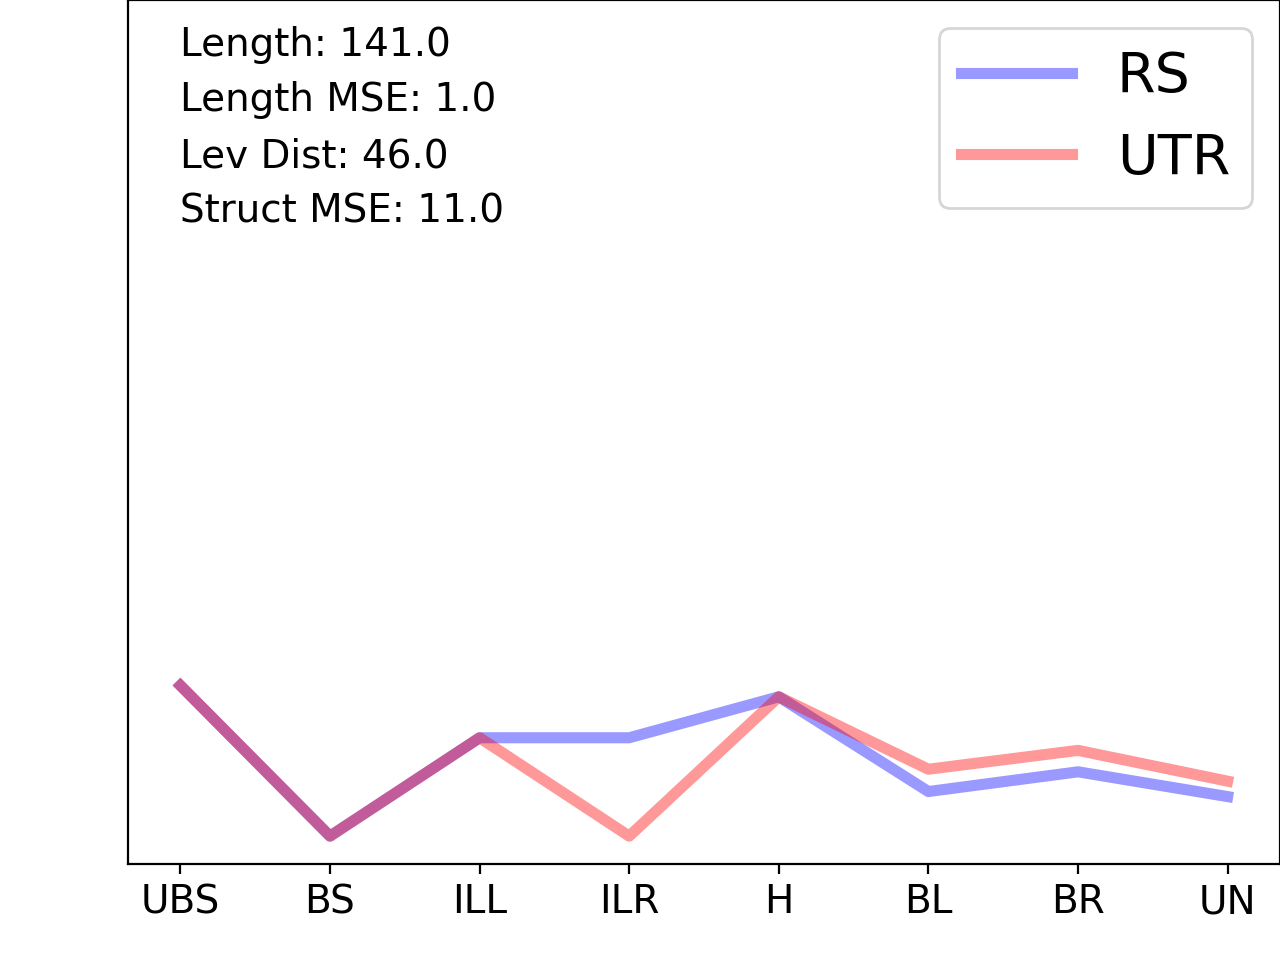 Length: 141.0
Length MSE: 1.0
Lev Dist: 46.0
Struct MSE: 11.0
RS
UTR
UBS BS ILL ILR H BL BR UN